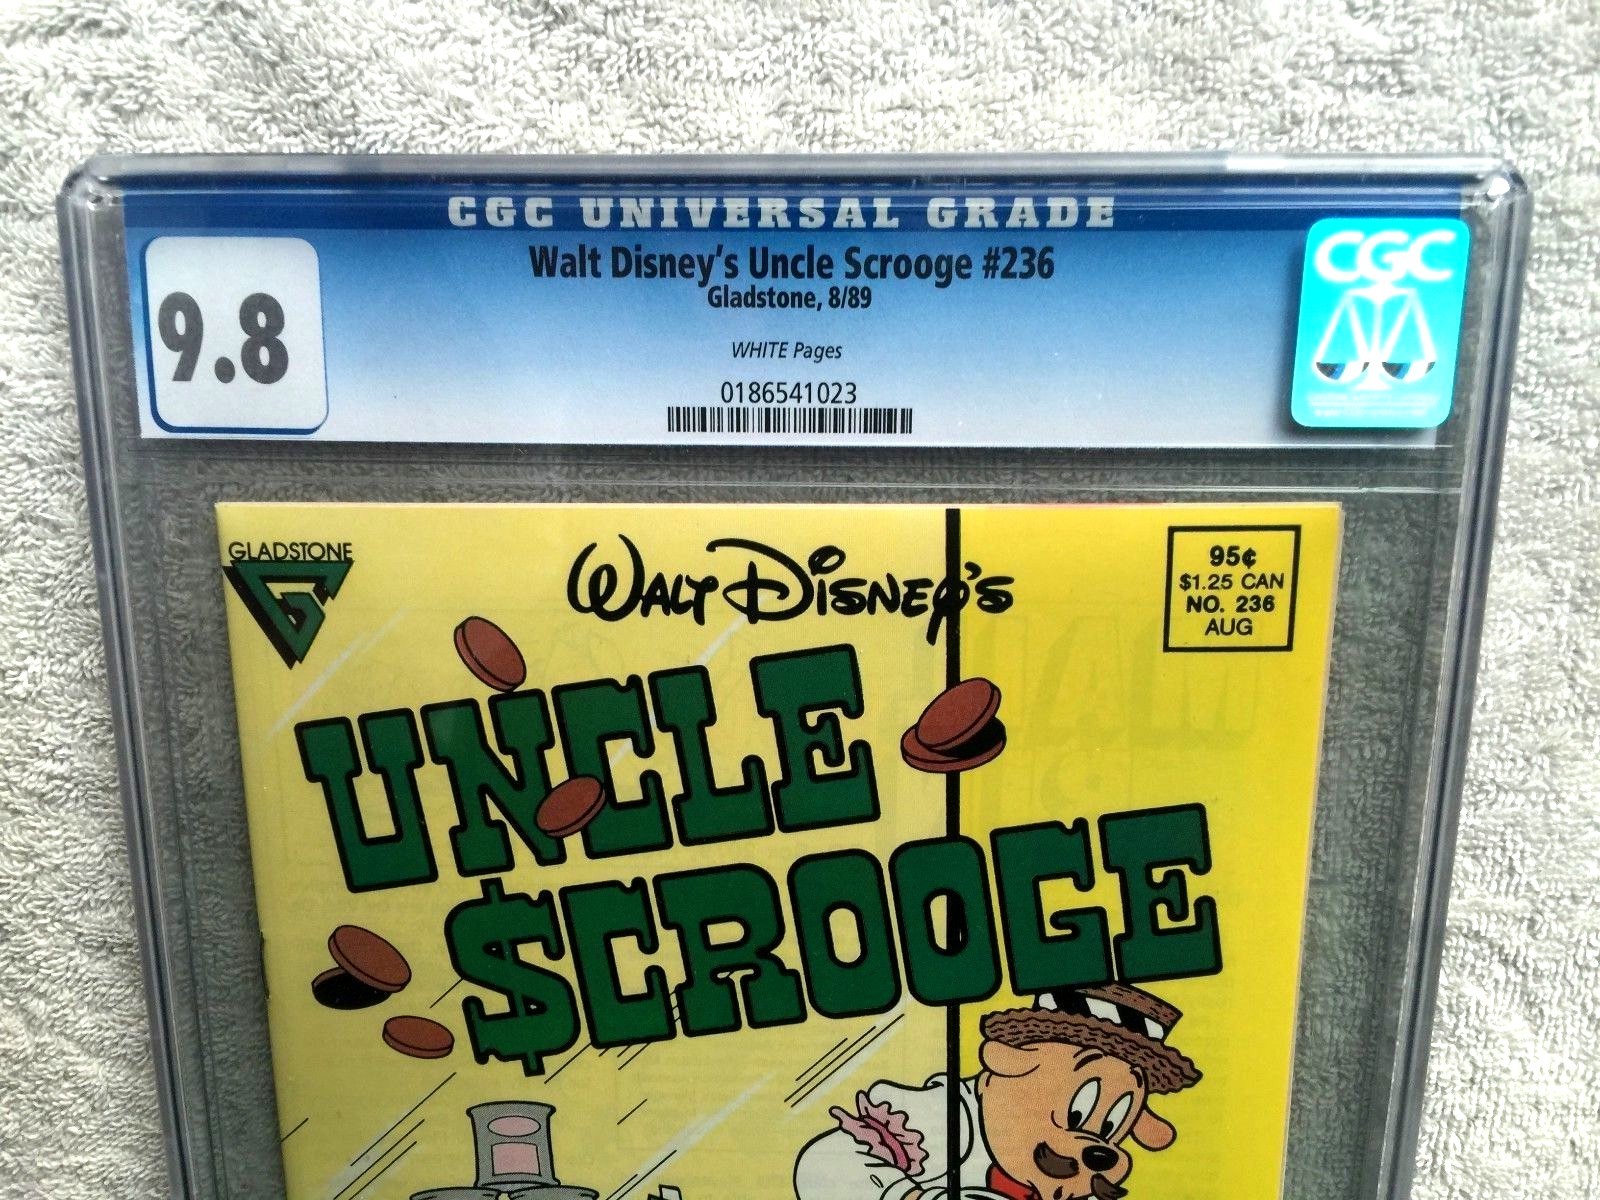 CGC UNIVERSAL GRADE
9.8
Walt Disney's Uncle Scrooge #236
Gladstone, 8/89
WHITE Pages
0186541023
CGC
GLADSTONE
WALT DISNEY'S
95¢
$1.25 CAN
NO. 236
AUG
UNCLE
$CROOGE